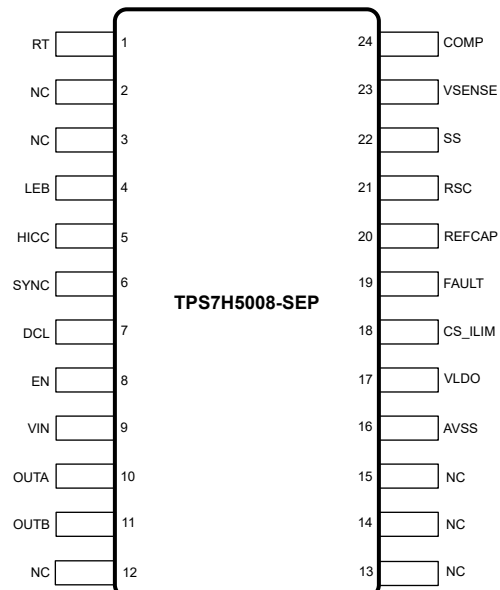 RT 1 24 COMP
NC 2 23 VSENSE
NC 3 22 SS
LEB 4 21 RSC
HICC 5 20 REFCAP
SYNC 6 19 FAULT
TPS7H5008-SEP
DCL 7 18 CS_ILIM
EN 8 17 VLDO
VIN 9 16 AVSS
OUTA 10 15 NC
OUTB 11 14 NC
NC 12 13 NC